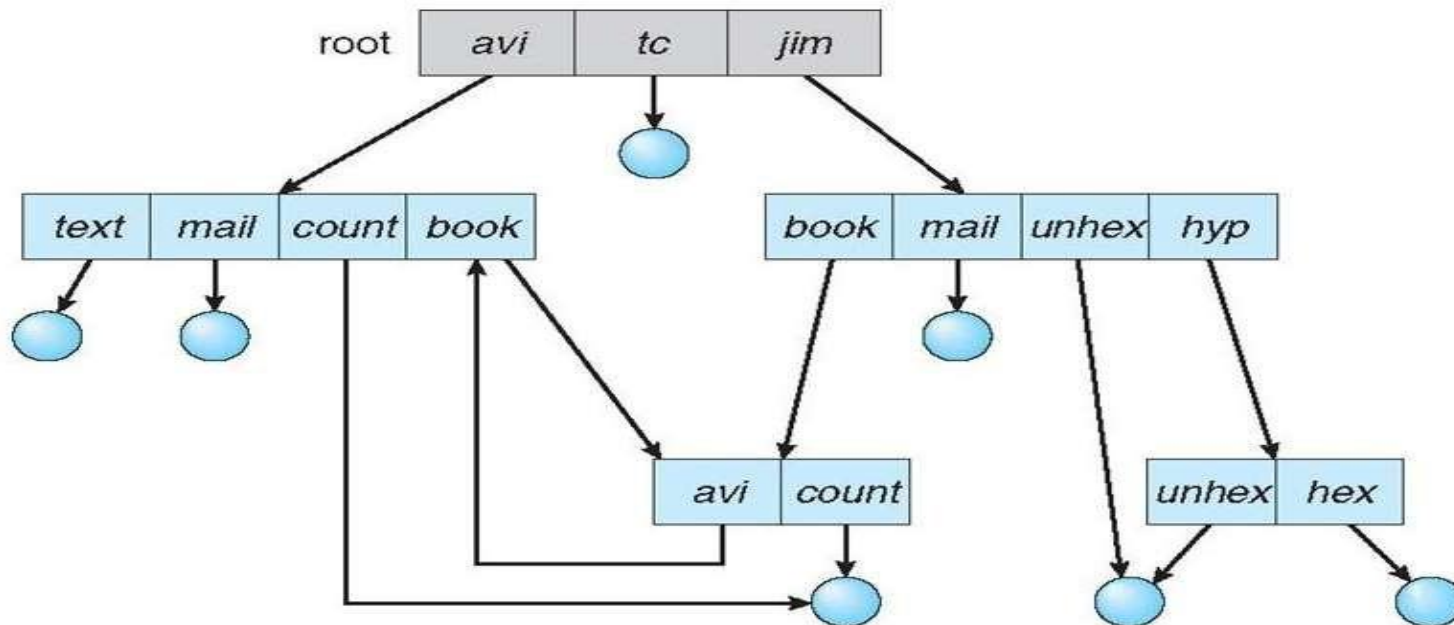 root avi tc jim
text mail count book book mail unhex hyp
avi count unhex hex